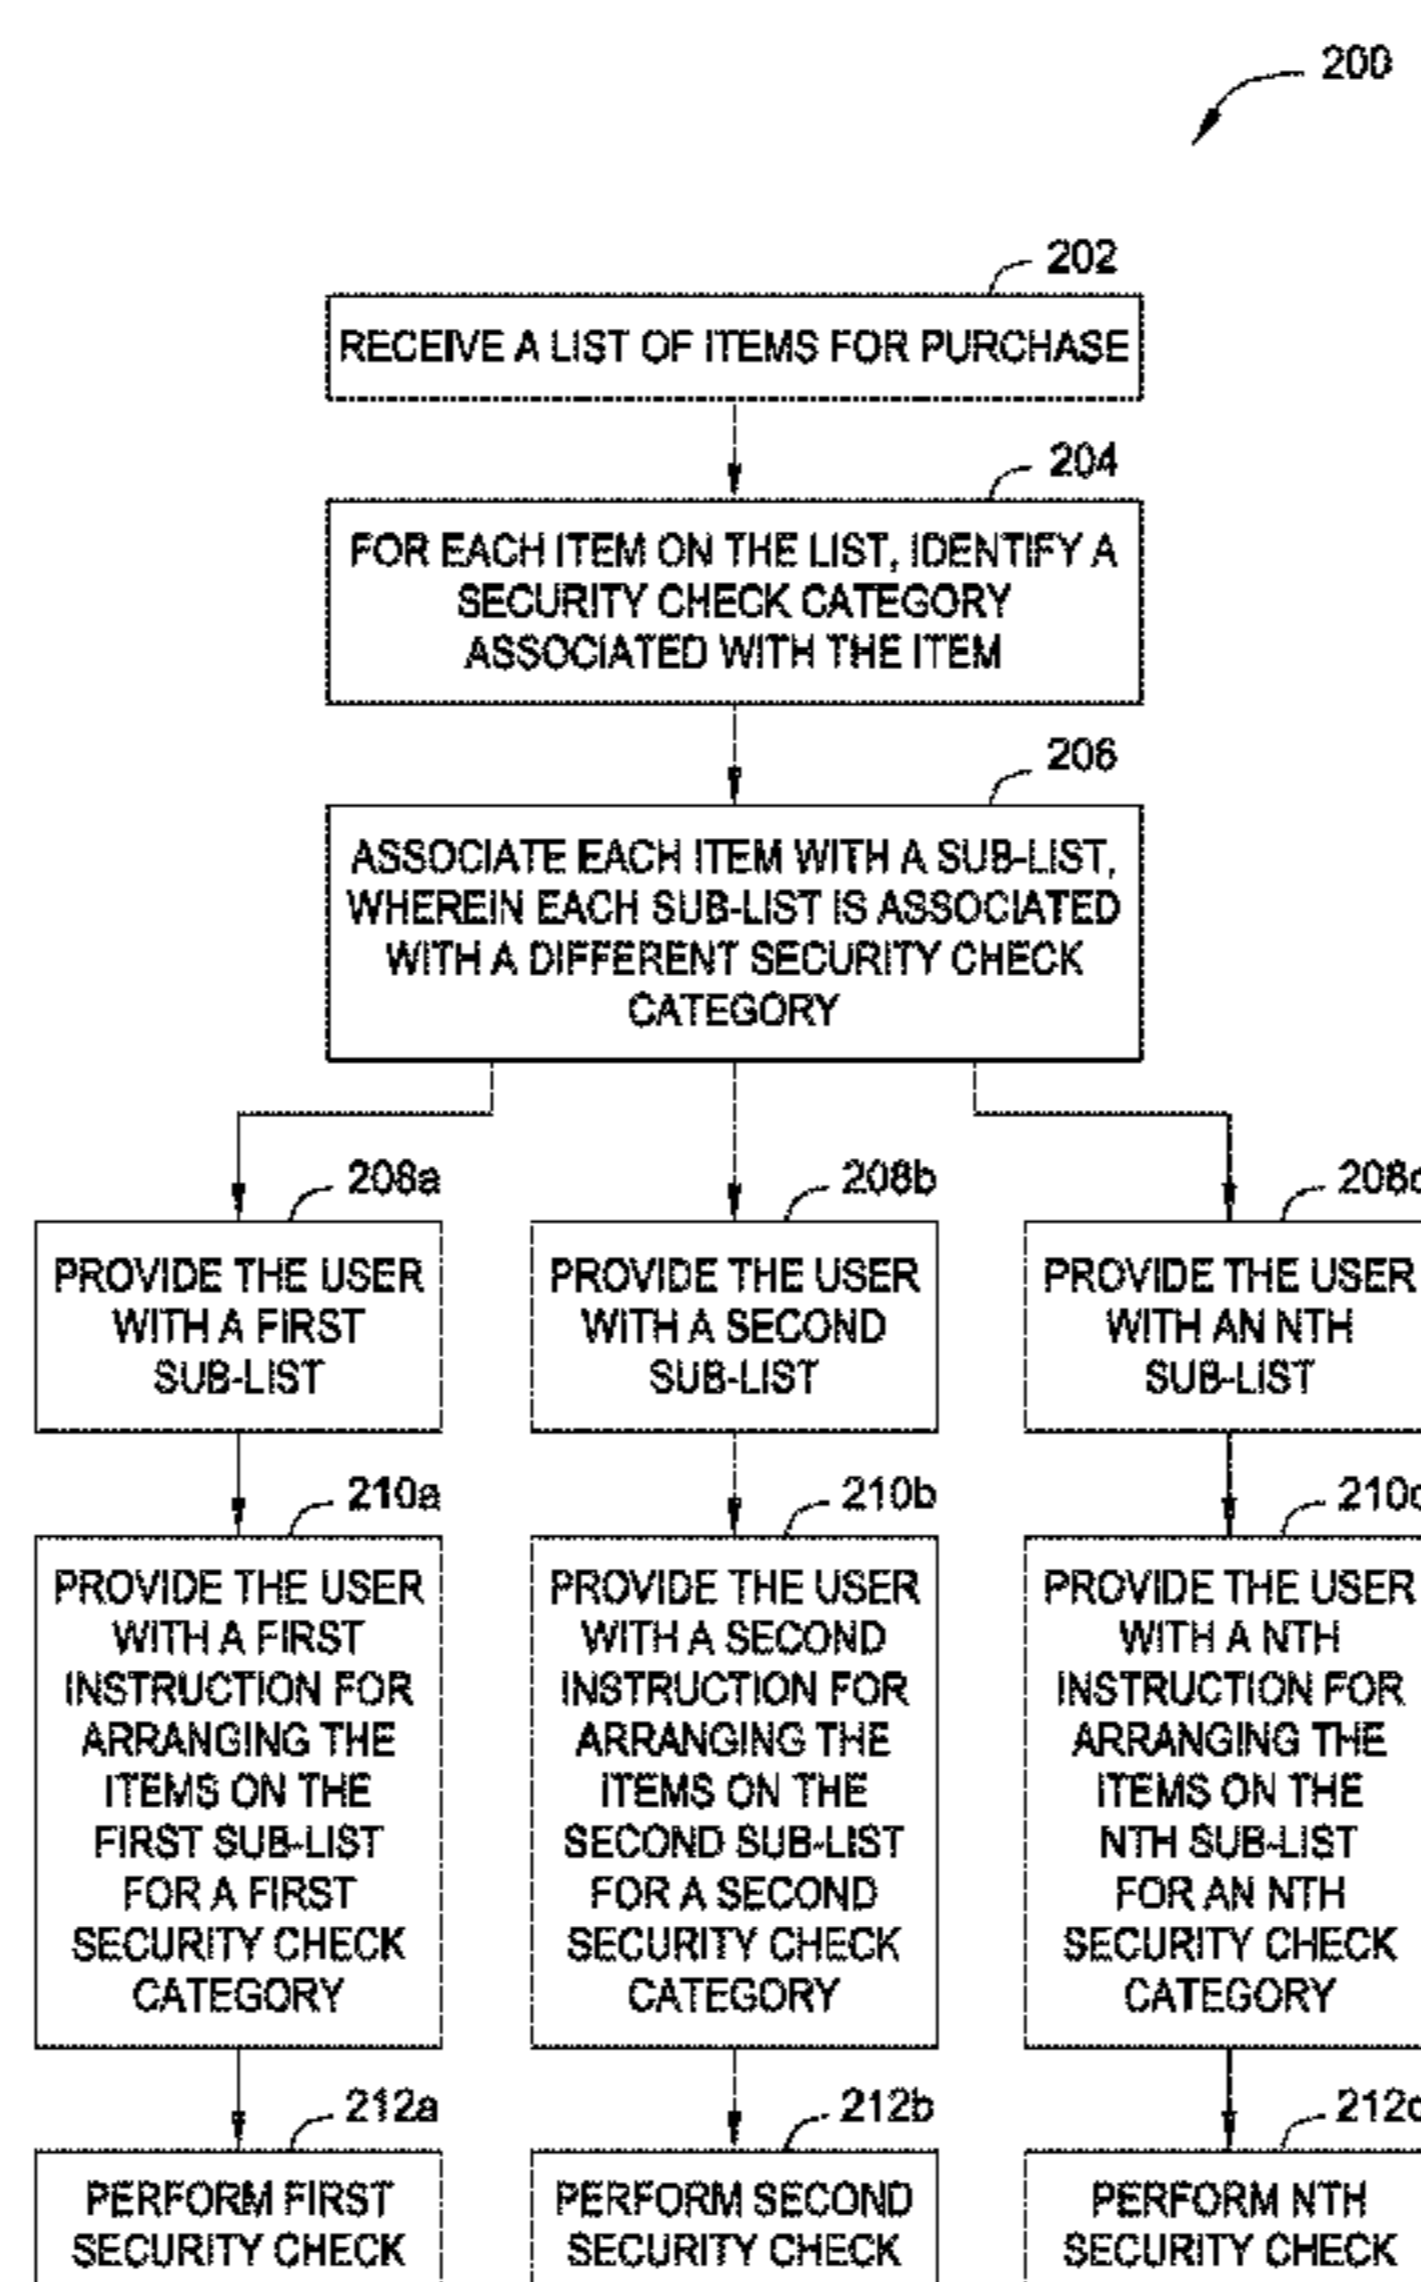 200
202
RECEIVE A LIST OF ITEMS FOR PURCHASE
204
FOR EACH ITEM ON THE LIST, IDENTIFY A
SECURITY CHECK CATEGORY
ASSOCIATED WITH THE ITEM
206
ASSOCIATE EACH ITEM WITH A SUB-LIST,
WHEREIN EACH SUB-LIST IS ASSOCIATED
WITH A DIFFERENT SECURITY CHECK
CATEGORY
208a
PROVIDE THE USER
WITH A FIRST
SUB-LIST
208b
PROVIDE THE USER
WITH A SECOND
SUB-LIST
208c
PROVIDE THE USER
WITH AN NTH
SUB-LIST
210a
PROVIDE THE USER
WITH A FIRST
INSTRUCTION FOR
ARRANGING THE
ITEMS ON THE
FIRST SUB-LIST
FOR A FIRST
SECURITY CHECK
CATEGORY
210b
PROVIDE THE USER
WITH A SECOND
INSTRUCTION FOR
ARRANGING THE
ITEMS ON THE
SECOND SUB-LIST
FOR A SECOND
SECURITY CHECK
CATEGORY
210c
PROVIDE THE USER
WITH A NTH
INSTRUCTION FOR
ARRANGING THE
ITEMS ON THE
NTH SUB-LIST
FOR AN NTH
SECURITY CHECK
CATEGORY
212a
PERFORM FIRST
SECURITY CHECK
212b
PERFORM SECOND
SECURITY CHECK
212c
PERFORM NTH
SECURITY CHECK